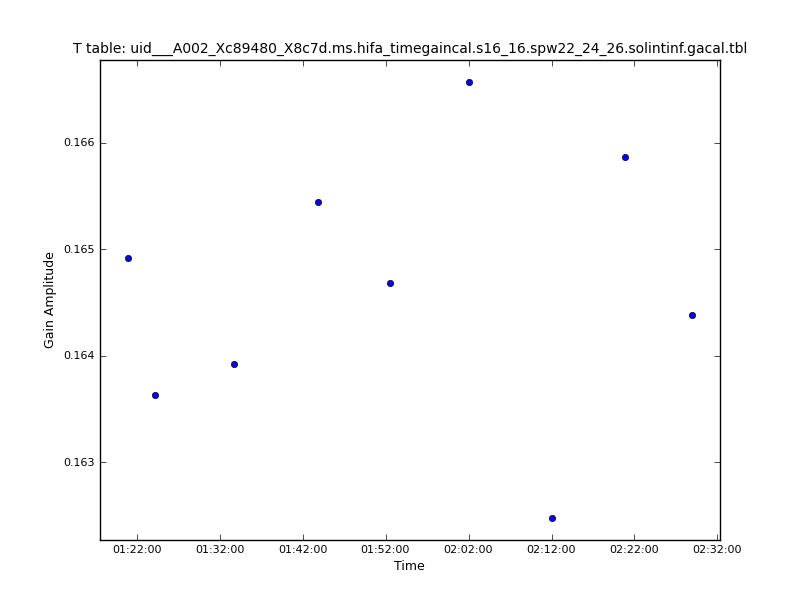 T table: uid___A002_Xc89480_X8c7d.ms.hifa_timegaincal.s16_16.spw22_24_26.solintinf.gacal.tbl
0.166
0.165
0.164
0.163
Gain Amplitude
01:22:00 01:32:00 01:42:00 01:52:00 02:02:00 02:12:00 02:22:00 02:32:00
Time